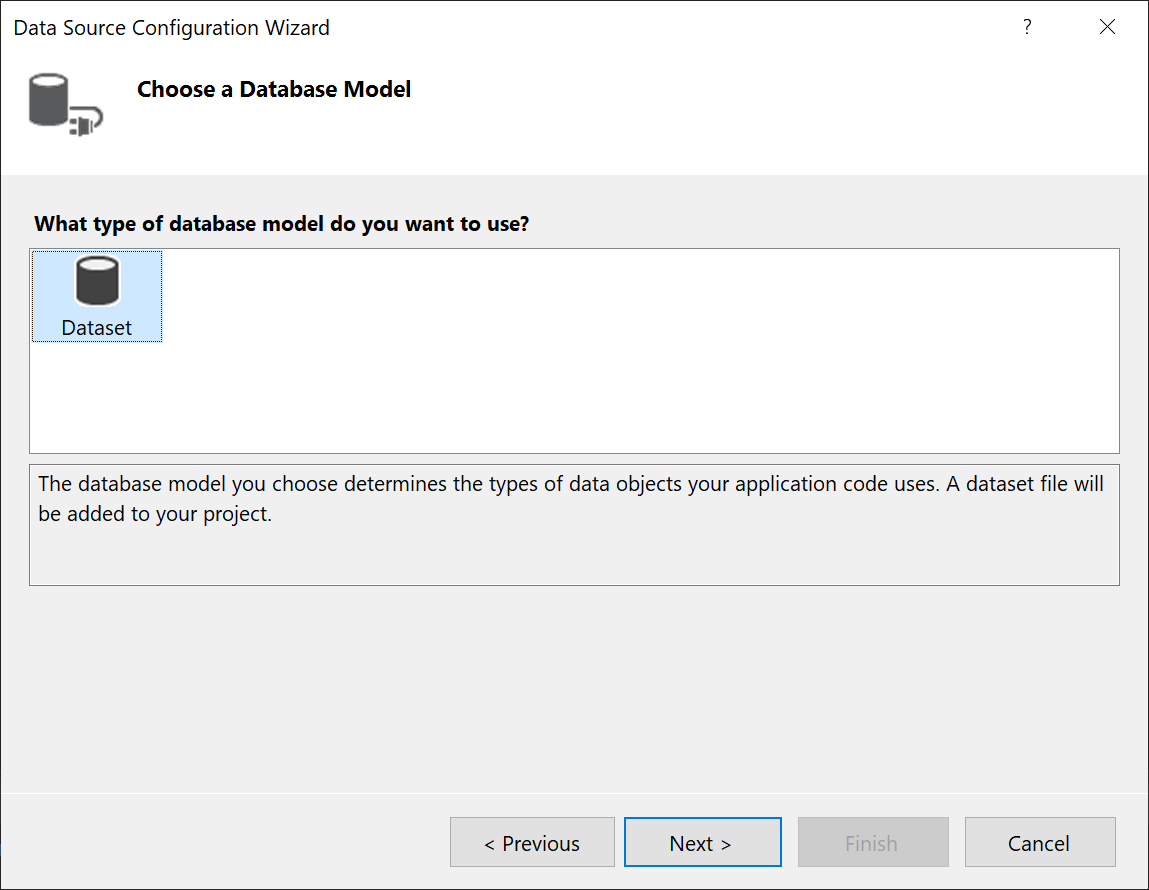 Data Source Configuration Wizard
?
Choose a Database Model
What type of database model do you want to use?
Dataset
The database model you choose determines the types of data objects your application code uses. A dataset file will
be added to your project.
< Previous
Next >
Finish
Cancel